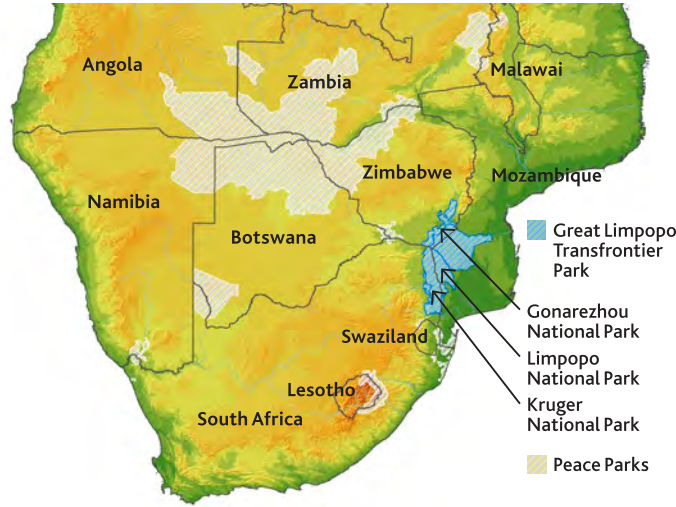 Angola
Zambia
Malawai
Zimbabwe
Mozambique
Namibia
Botswana
Great Limpopo
Transfrontier
Park
Gonarezhou
National Park
Swaziland
Limpopo
National Park
Lesotho
Kruger
National Park
South Africa
Peace Parks